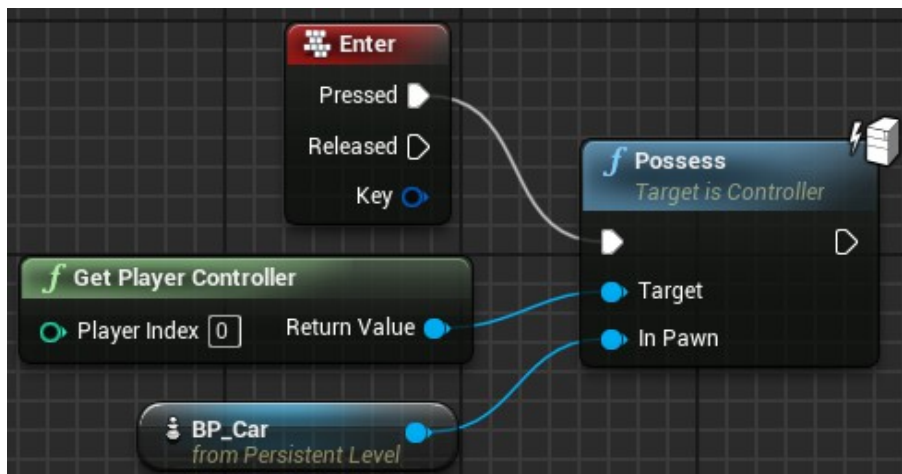 Enter
Pressed
Released
Key
f Possess
Target is Controller
f Get Player Controller
Player Index 0 Return Value
Target
In Pawn
BP_Car
from Persistent Level